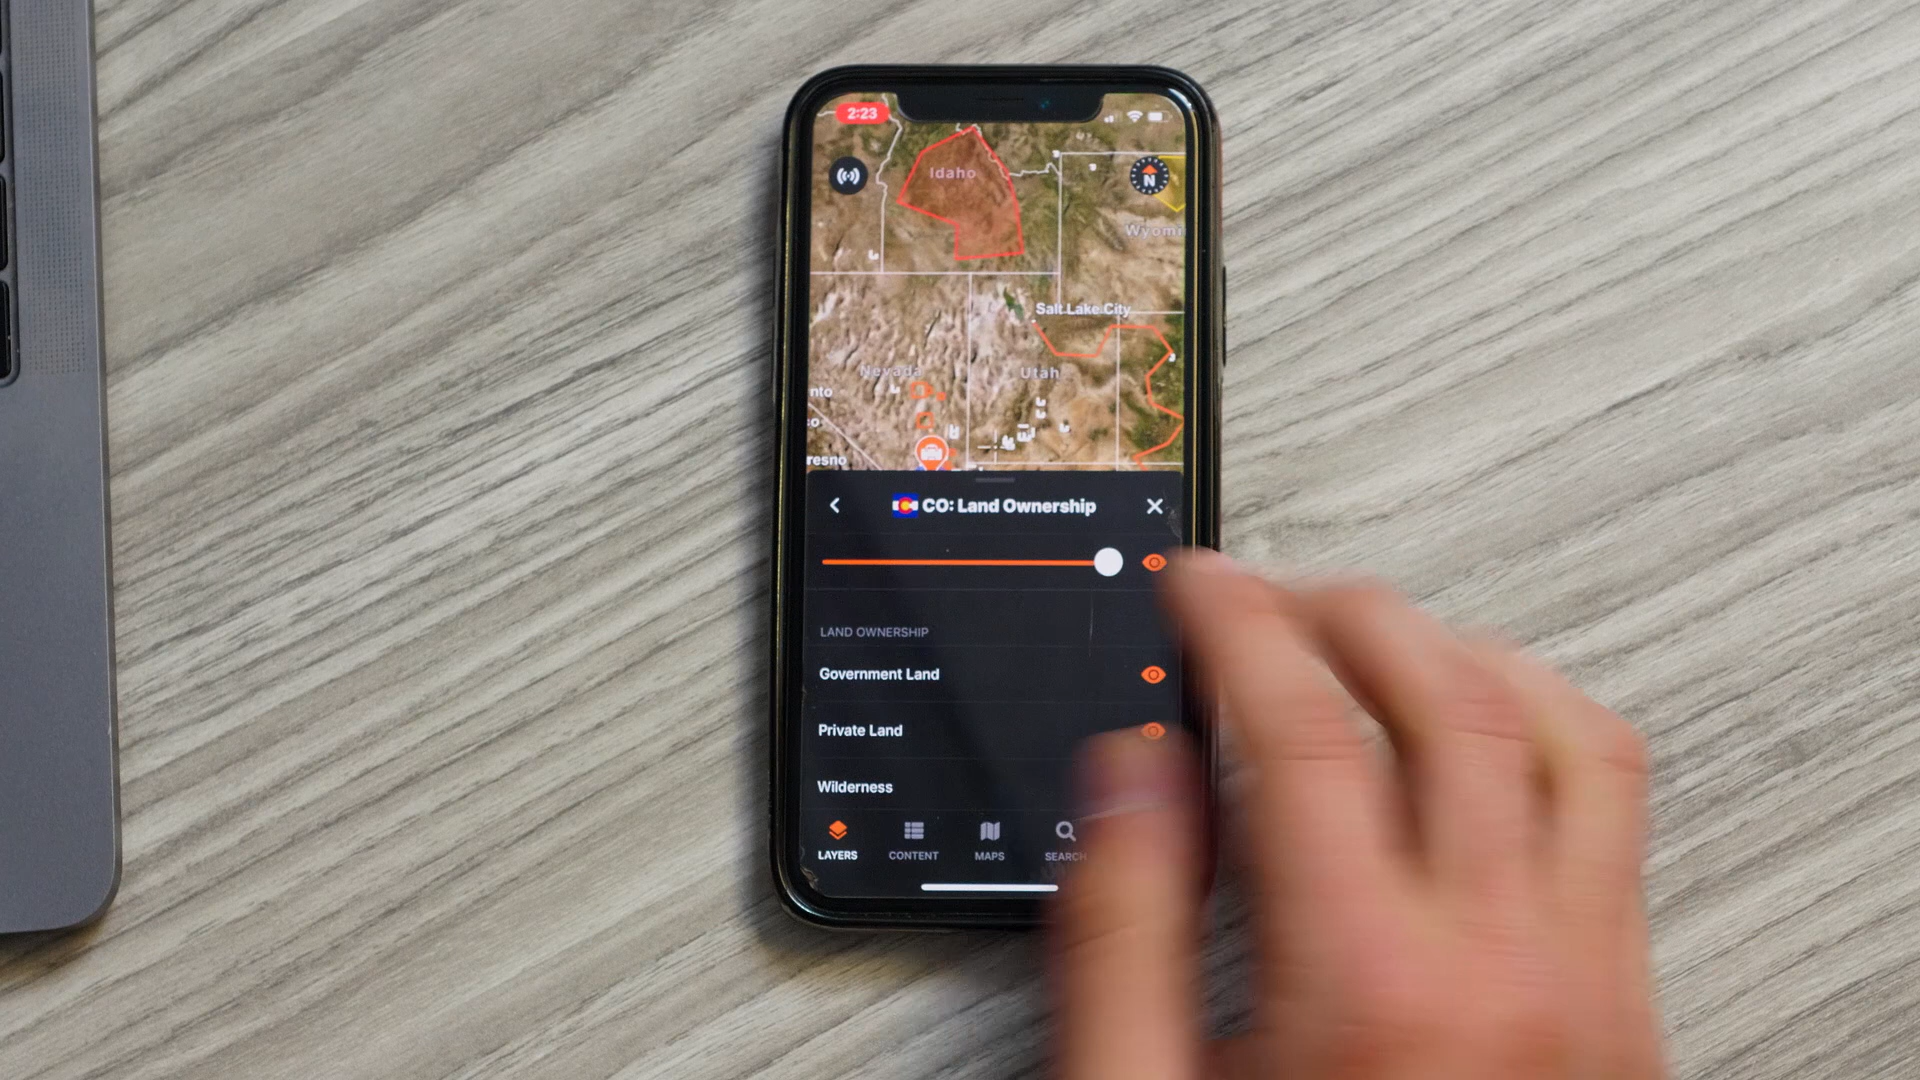 2:23
Idaho
N
Wyomi
Salt Lake City
Nevada
Utah
nto
resno
CO: Land Ownership
LAND OWNERSHIP
Government Land
Private Land
Wilderness
LAYERS
CONTENT
MAPS
SEARCH